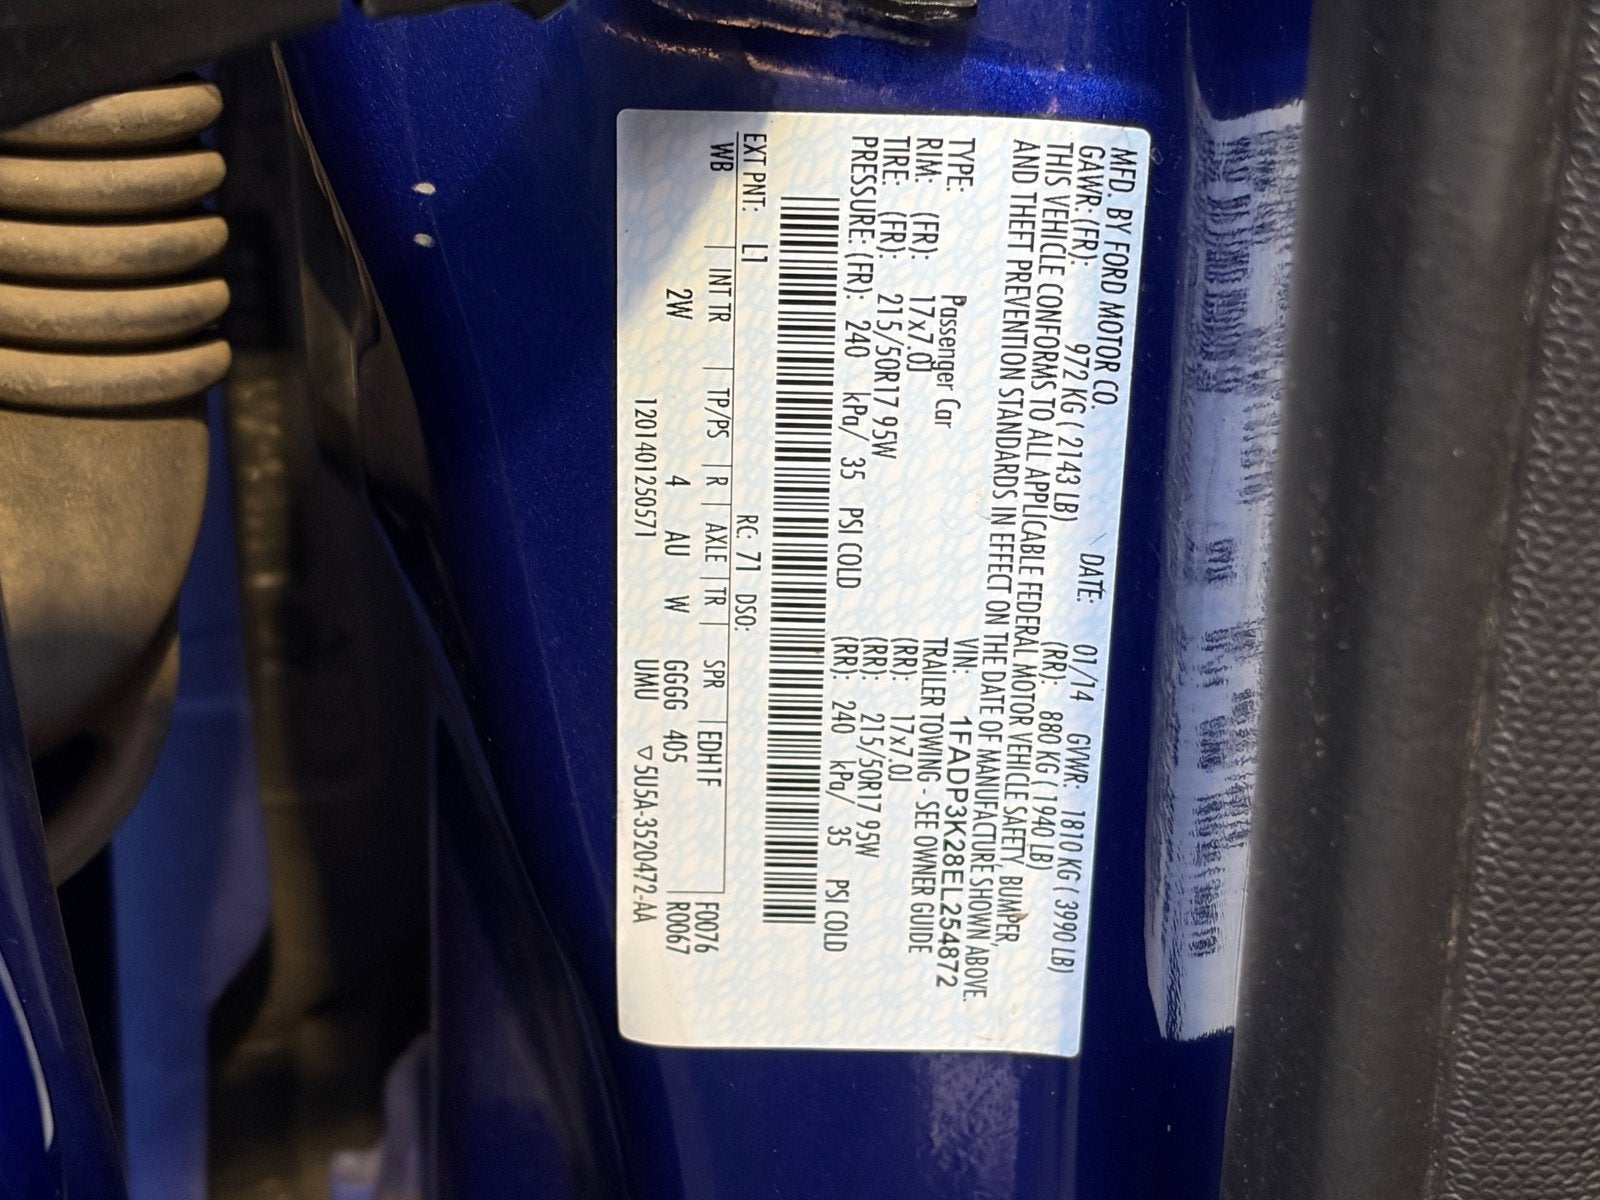 MFD. BY FORD MOTOR CO.
DATE: 01/14 GVWR: 1810 KG ( 3990 LB)
GAWR: (FR): 972 KG ( 2143 LB) (RR): 880 KG ( 1940 LB)
THIS VEHICLE CONFORMS TO ALL APPLICABLE FEDERAL MOTOR VEHICLE SAFETY, BUMPER,
AND THEFT PREVENTION STANDARDS IN EFFECT ON THE DATE OF MANUFACTURE SHOWN ABOVE.
VIN: 1FADP3K28EL254872
TYPE: Passenger Car TRAILER TOWING - SEE OWNER GUIDE
RIM: (FR): 17x7.0J (RR): 17x7.0J
TIRE: (FR): 215/50R17 95W (RR): 215/50R17 95W
PRESSURE: (FR): 240 kPa/ 35 PSI COLD (RR): 240 kPa/ 35 PSI COLD
EXT PNT: L1 RC: 71 DSO:
WB INT TR TP/PS R AXLE TR SPR EDH1F F0076
2W 4 AU W GGGG 405 R0067
120140125057​1 UMU ▽5U5A-3520472-AA